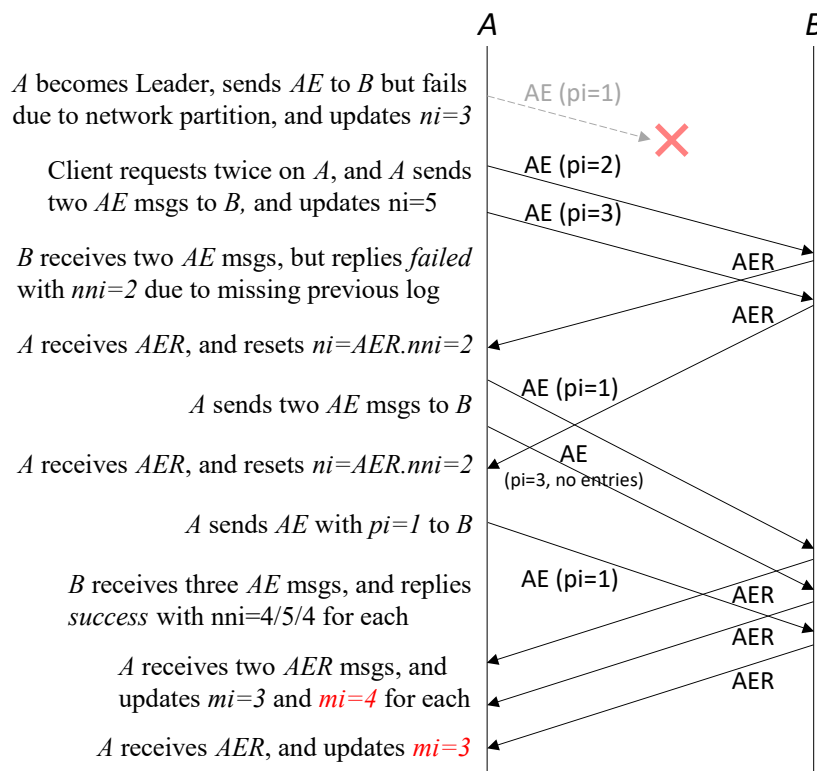 A
B
A becomes Leader, sends AE to B but fails
due to network partition, and updates ni=3
AE (pi=1)
Client requests twice on A, and A sends
two AE msgs to B, and updates ni=5
AE (pi=2)
AE (pi=3)
B receives two AE msgs, but replies failed
with nni=2 due to missing previous log
AER
AER
A receives AER, and resets ni=AER.nni=2
AE (pi=1)
A sends two AE msgs to B
AE
(pi=3, no entries)
A receives AER, and resets ni=AER.nni=2
A sends AE with pi=1 to B
AE (pi=1)
B receives three AE msgs, and replies
success with nni=4/5/4 for each
AER
AER
A receives two AER msgs, and
updates mi=3 and mi=4 for each
AER
A receives AER, and updates mi=3